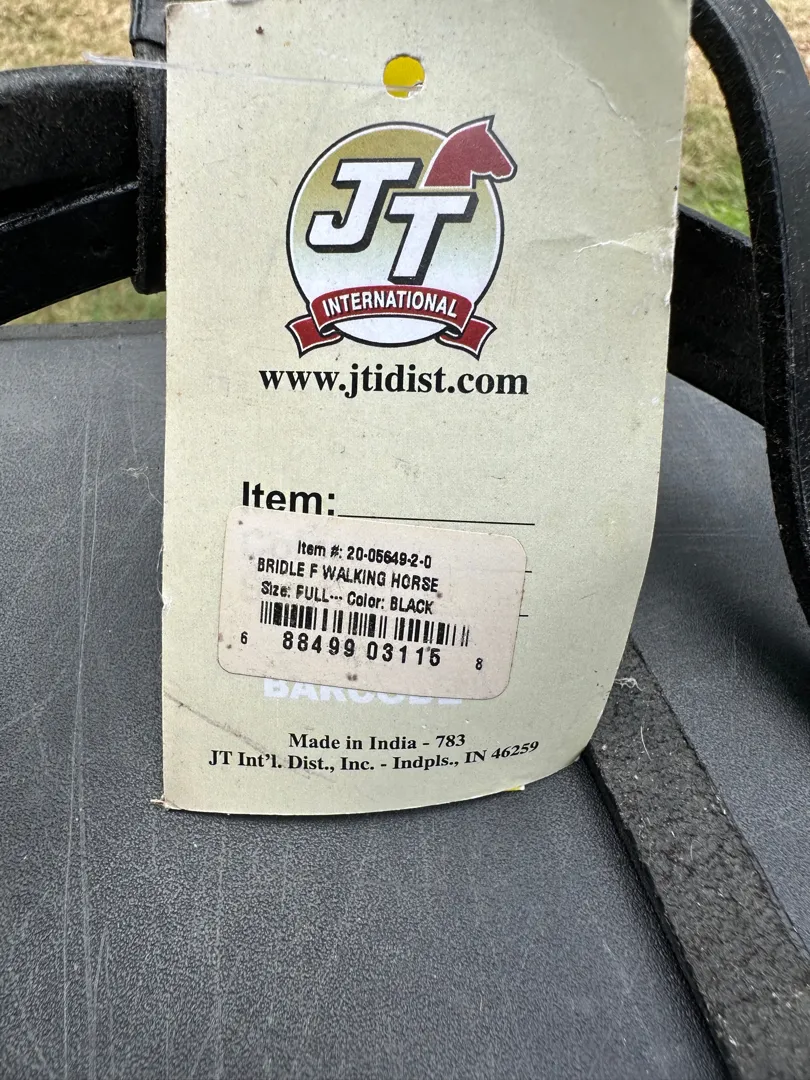 JT
INTERNATIONAL
www.jtidist.com
Item:
Item #: 20-05649-2-0
BRIDLE F WALKING HORSE
Size: FULL--- Color: BLACK
6 88499 03115 8
BARCODE
Made in India - 783
JT Int'l. Dist., Inc. - Indpls., IN 46259